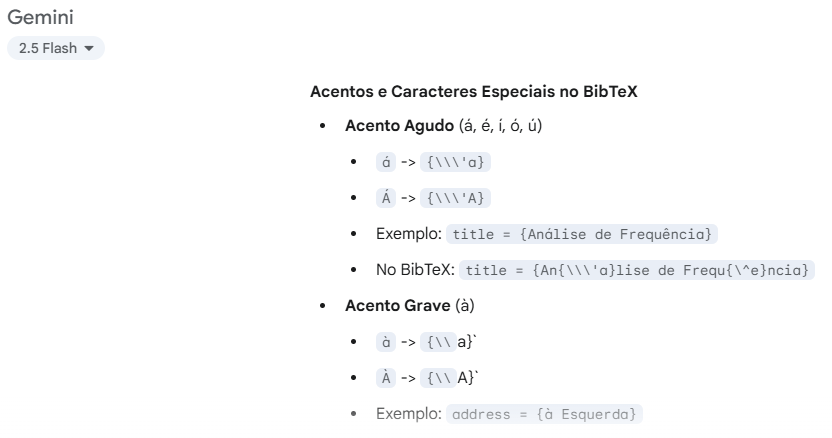 Gemini
2.5 Flash
Acentos e Caracteres Especiais no BibTeX
• Acento Agudo (á, é, í, ó, ú)
• á -> {\\\'a}
• Á -> {\\\'A}
• Exemplo: title = {Análise de Frequência}
• No BibTeX: title = {An{\\\'a}lise de Frequ{\^e}ncia}
• Acento Grave (à)
• à -> {\\ a}`
• À -> {\\ A}`
• Exemplo: address = {à Esquerda}